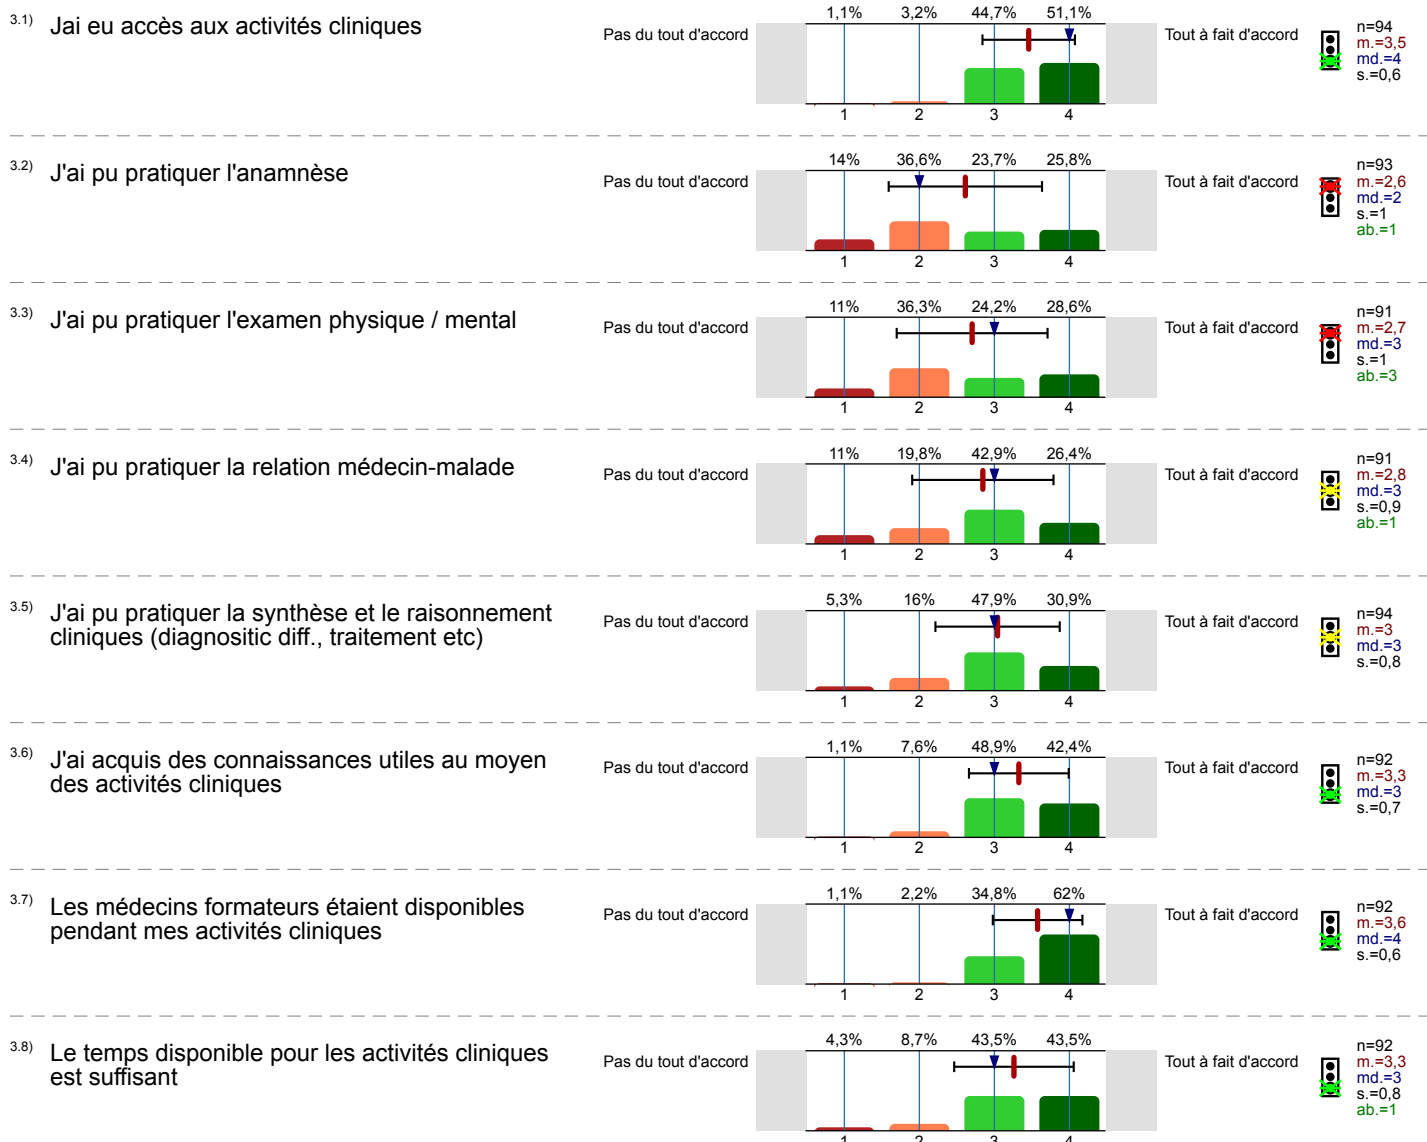 3.1) Jai eu accès aux activités cliniques
Pas du tout d'accord
1,1% 3,2% 44,7% 51,1%
1 2 3 4
Tout à fait d'accord
n=94
m.=3,5
md.=4
s.=0,6
3.2) J'ai pu pratiquer l'anamnèse
Pas du tout d'accord
14% 36,6% 23,7% 25,8%
1 2 3 4
Tout à fait d'accord
n=93
m.=2,6
md.=2
s.=1
ab.=1
3.3) J'ai pu pratiquer l'examen physique / mental
Pas du tout d'accord
11% 36,3% 24,2% 28,6%
1 2 3 4
Tout à fait d'accord
n=91
m.=2,7
md.=3
s.=1
ab.=3
3.4) J'ai pu pratiquer la relation médecin-malade
Pas du tout d'accord
11% 19,8% 42,9% 26,4%
1 2 3 4
Tout à fait d'accord
n=91
m.=2,8
md.=3
s.=0,9
ab.=1
3.5) J'ai pu pratiquer la synthèse et le raisonnement
cliniques (diagnositic diff., traitement etc)
Pas du tout d'accord
5,3% 16% 47,9% 30,9%
1 2 3 4
Tout à fait d'accord
n=94
m.=3
md.=3
s.=0,8
3.6) J'ai acquis des connaissances utiles au moyen
des activités cliniques
Pas du tout d'accord
1,1% 7,6% 48,9% 42,4%
1 2 3 4
Tout à fait d'accord
n=92
m.=3,3
md.=3
s.=0,7
3.7) Les médecins formateurs étaient disponibles
pendant mes activités cliniques
Pas du tout d'accord
1,1% 2,2% 34,8% 62%
1 2 3 4
Tout à fait d'accord
n=92
m.=3,6
md.=4
s.=0,6
3.8) Le temps disponible pour les activités cliniques
est suffisant
Pas du tout d'accord
4,3% 8,7% 43,5% 43,5%
1 2 3 4
Tout à fait d'accord
n=92
m.=3,3
md.=3
s.=0,8
ab.=1